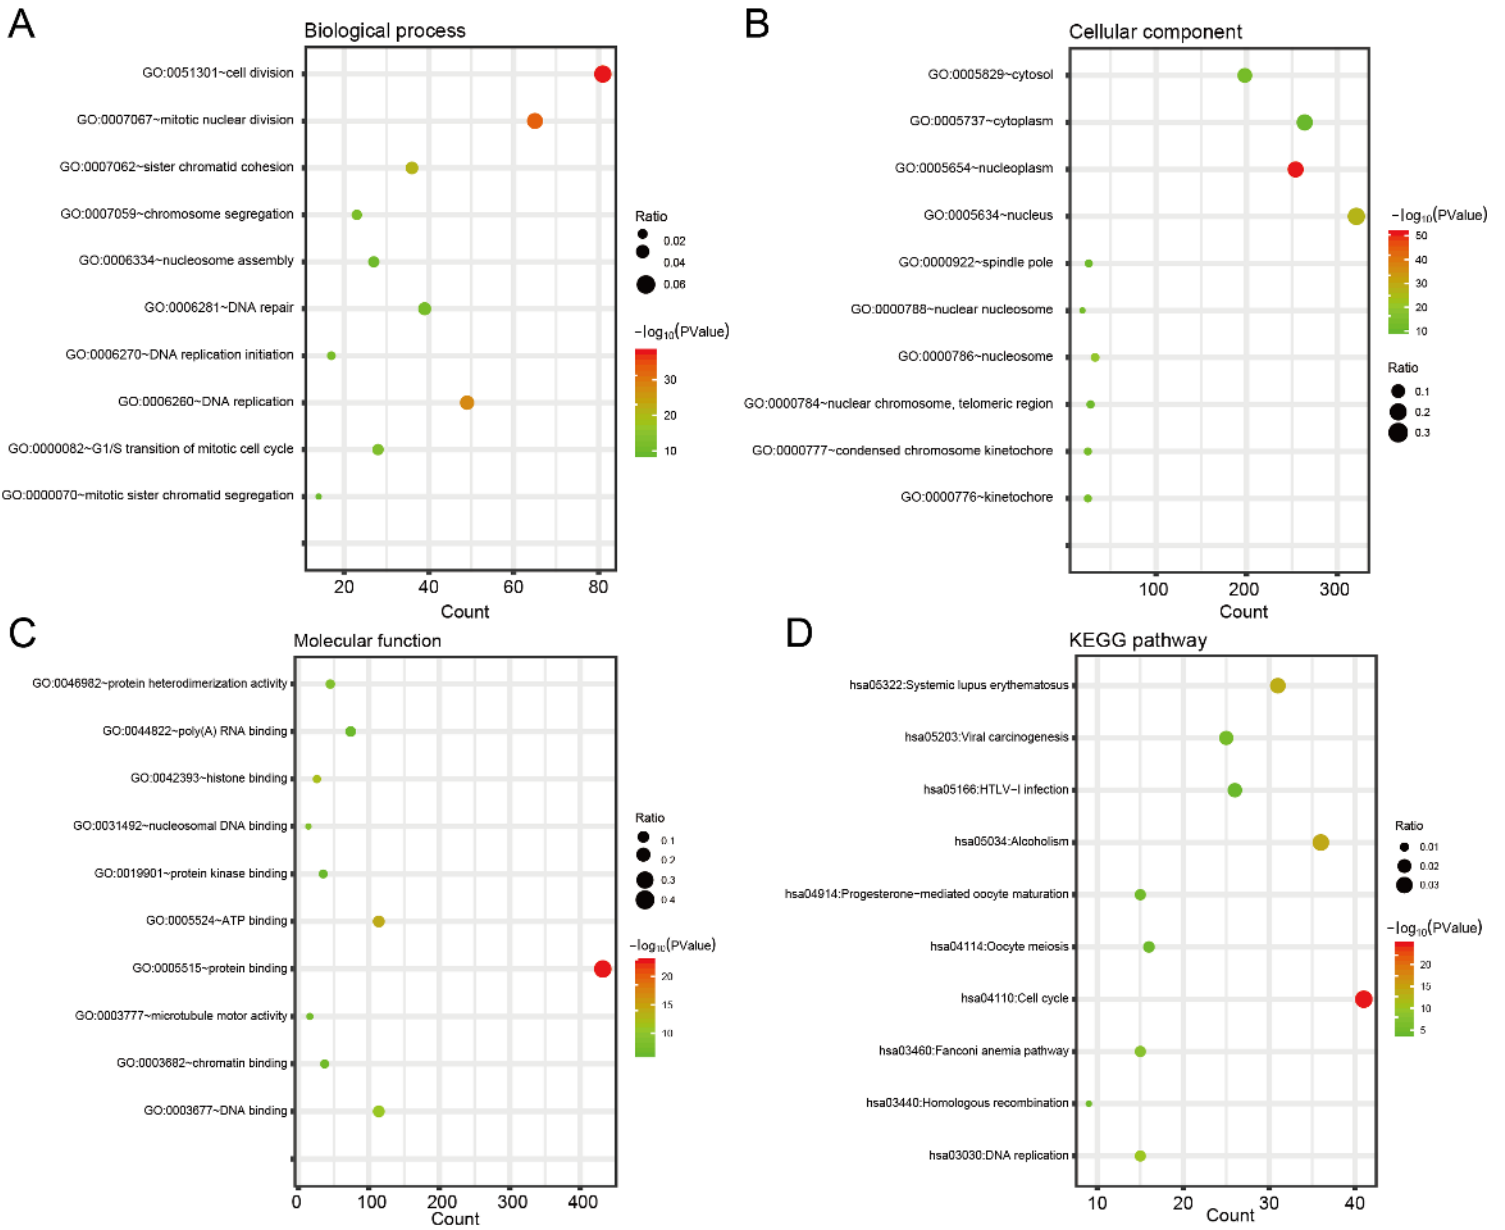 A
Biological process
GO:0051301~cell division
GO:0007067~mitotic nuclear division
GO:0007062~sister chromatid cohesion
GO:0007059~chromosome segregation
GO:0006334~nucleosome assembly
GO:0006281~DNA repair
GO:0006270~DNA replication initiation
GO:0006260~DNA replication
GO:0000082~G1/S transition of mitotic cell cycle
GO:0000070~mitotic sister chromatid segregation
20 40 60 80
Count
Ratio
0.02
0.04
0.06
−log10(PValue)
30
20
10
B
Cellular component
GO:0005829~cytosol
GO:0005737~cytoplasm
GO:0005654~nucleoplasm
GO:0005634~nucleus
GO:0000922~spindle pole
GO:0000788~nuclear nucleosome
GO:0000786~nucleosome
GO:0000784~nuclear chromosome, telomeric region
GO:0000777~condensed chromosome kinetochore
GO:0000776~kinetochore
100 200 300
Count
−log10(PValue)
50
40
30
20
10
Ratio
0.1
0.2
0.3
C
Molecular function
GO:0046982~protein heterodimerization activity
GO:0044822~poly(A) RNA binding
GO:0042393~histone binding
GO:0031492~nucleosomal DNA binding
GO:0019901~protein kinase binding
GO:0005524~ATP binding
GO:0005515~protein binding
GO:0003777~microtubule motor activity
GO:0003682~chromatin binding
GO:0003677~DNA binding
0 100 200 300 400
Count
Ratio
0.1
0.2
0.3
0.4
−log10(PValue)
20
15
10
D
KEGG pathway
hsa05322:Systemic lupus erythematosus
hsa05203:Viral carcinogenesis
hsa05166:HTLV−I infection
hsa05034:Alcoholism
hsa04914:Progesterone−mediated oocyte maturation
hsa04114:Oocyte meiosis
hsa04110:Cell cycle
hsa03460:Fanconi anemia pathway
hsa03440:Homologous recombination
hsa03030:DNA replication
10 20 30 40
Count
Ratio
0.01
0.02
0.03
−log10(PValue)
20
15
10
5